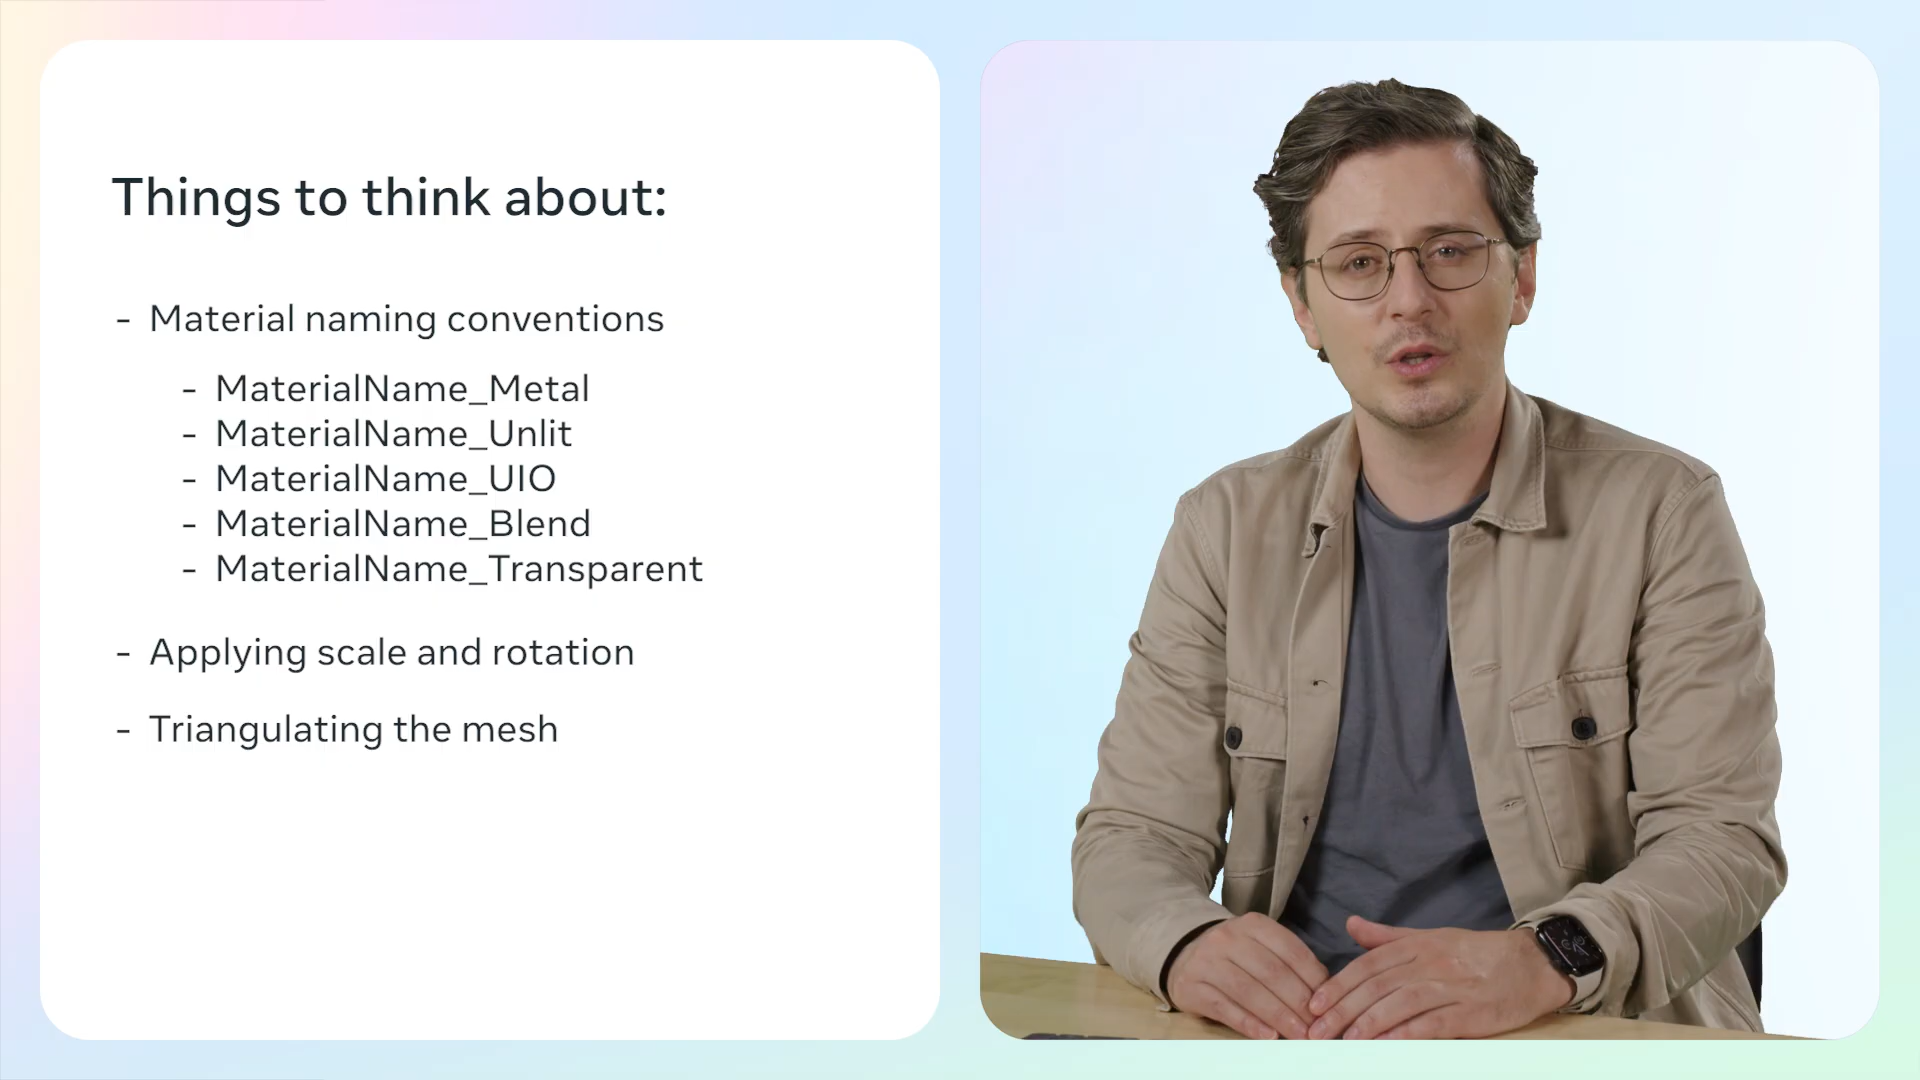 Things to think about:
- Material naming conventions
- MaterialName_Metal
- MaterialName_Unlit
- MaterialName_UIO
- MaterialName_Blend
- MaterialName_Transparent
- Applying scale and rotation
- Triangulating the mesh